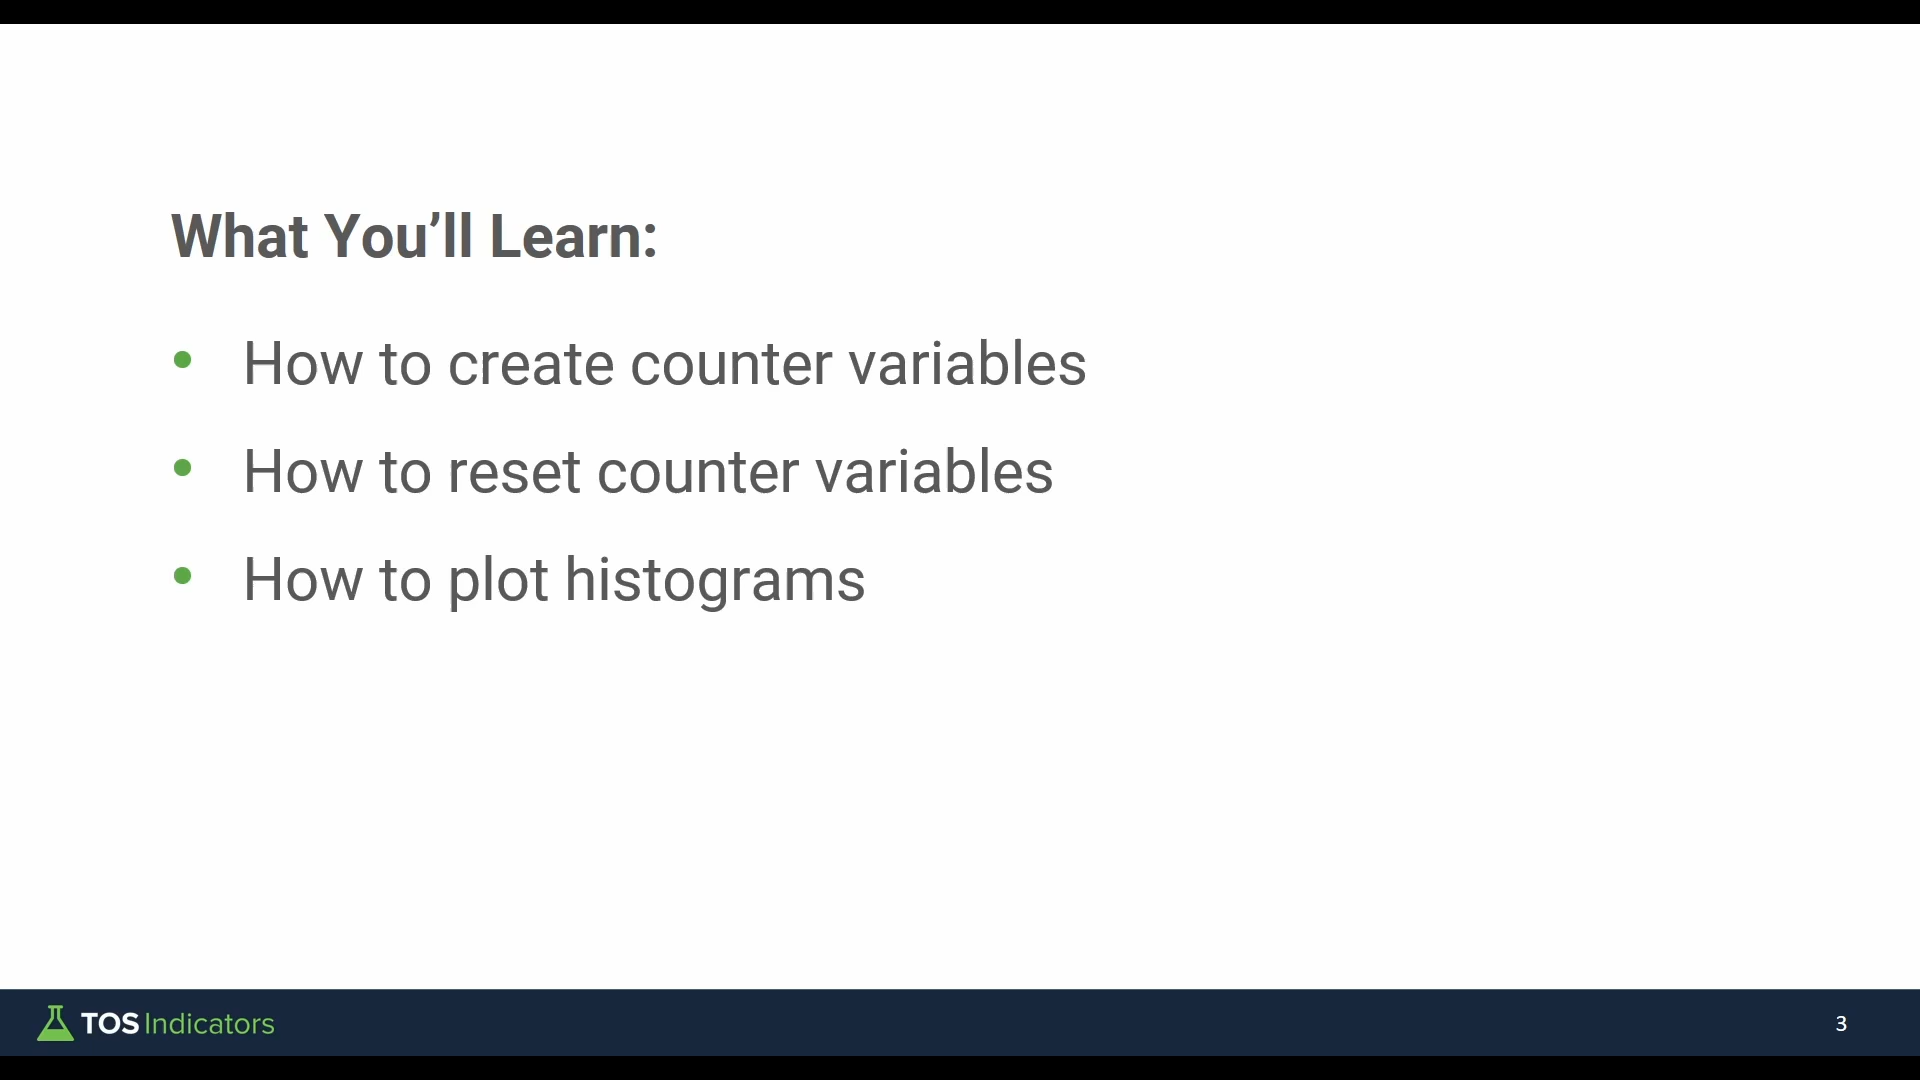 What You’ll Learn:
• How to create counter variables
• How to reset counter variables
• How to plot histograms
TOS Indicators
3